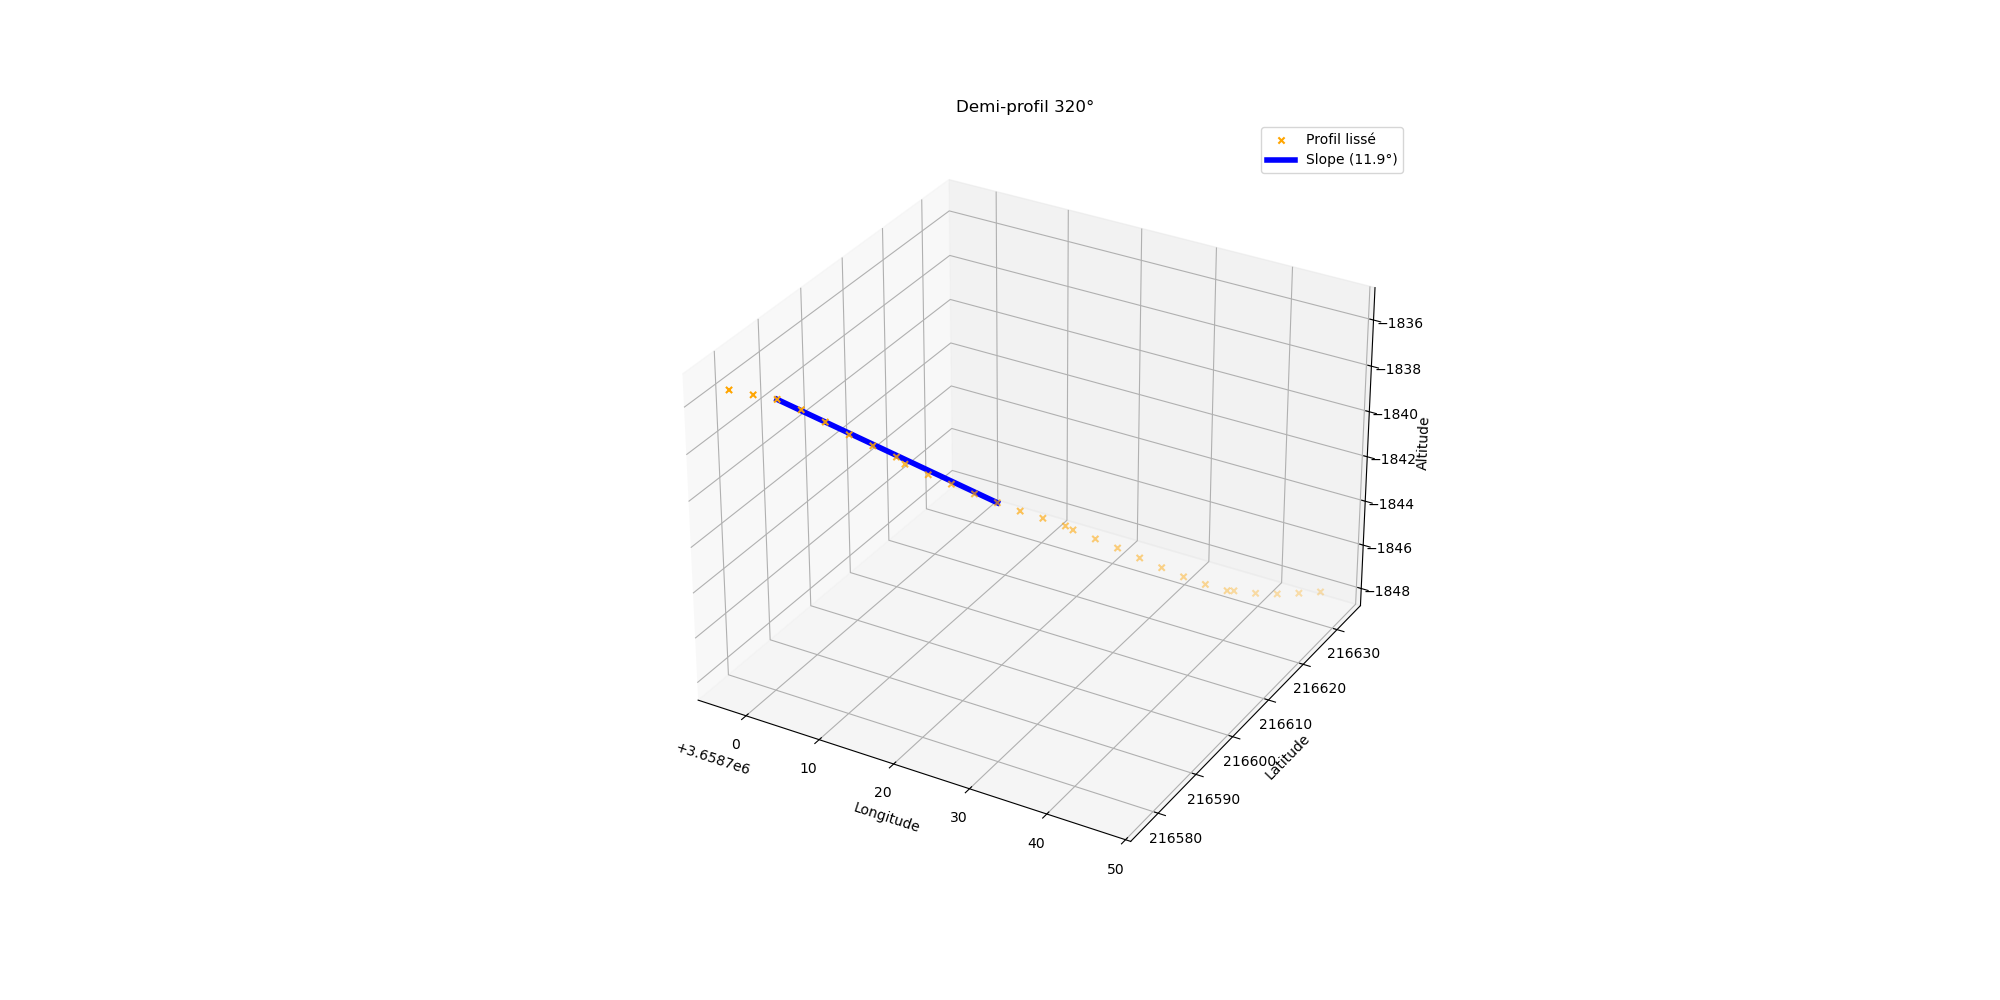 Demi-profil 320°
Profil lissé
Slope (11.9°)
−1836
−1838
−1840
−1842
−1844
−1846
−1848
Altitude
216630
216620
216610
216600
216590
216580
Latitude
0
10
20
30
40
50
+3.6587e6
Longitude